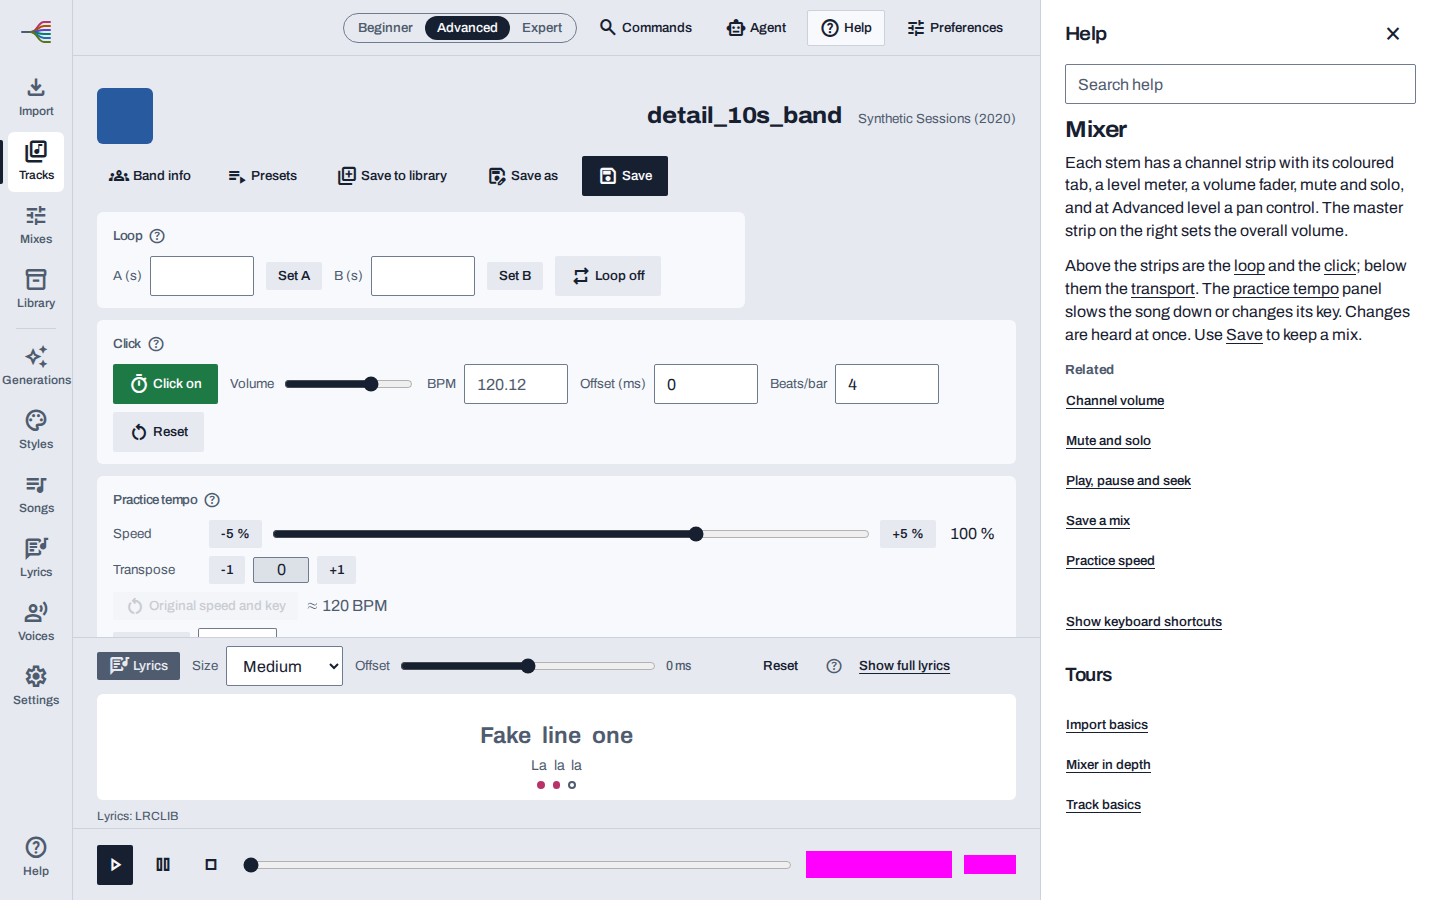 Beginner Advanced Expert Commands Agent Help Preferences
Import
Tracks
Mixes
Library
Generations
Styles
Songs
Lyrics
Voices
Settings
Help
detail_10s_band Synthetic Sessions (2020)
Band info Presets Save to library Save as Save
Loop
A (s) Set A B (s) Set B Loop off
Click
Click on Volume BPM 120.12 Offset (ms) 0 Beats/bar 4
Reset
Practice tempo
Speed -5 % +5 % 100 %
Transpose -1 0 +1
Original speed and key ≈ 120 BPM
Lyrics Size Medium Offset 0 ms Reset Show full lyrics
Fake line one
La la la
Lyrics: LRCLIB
Help
Search help
Mixer
Each stem has a channel strip with its coloured
tab, a level meter, a volume fader, mute and solo,
and at Advanced level a pan control. The master
strip on the right sets the overall volume.
Above the strips are the loop and the click; below
them the transport. The practice tempo panel
slows the song down or changes its key. Changes
are heard at once. Use Save to keep a mix.
Related
Channel volume
Mute and solo
Play, pause and seek
Save a mix
Practice speed
Show keyboard shortcuts
Tours
Import basics
Mixer in depth
Track basics